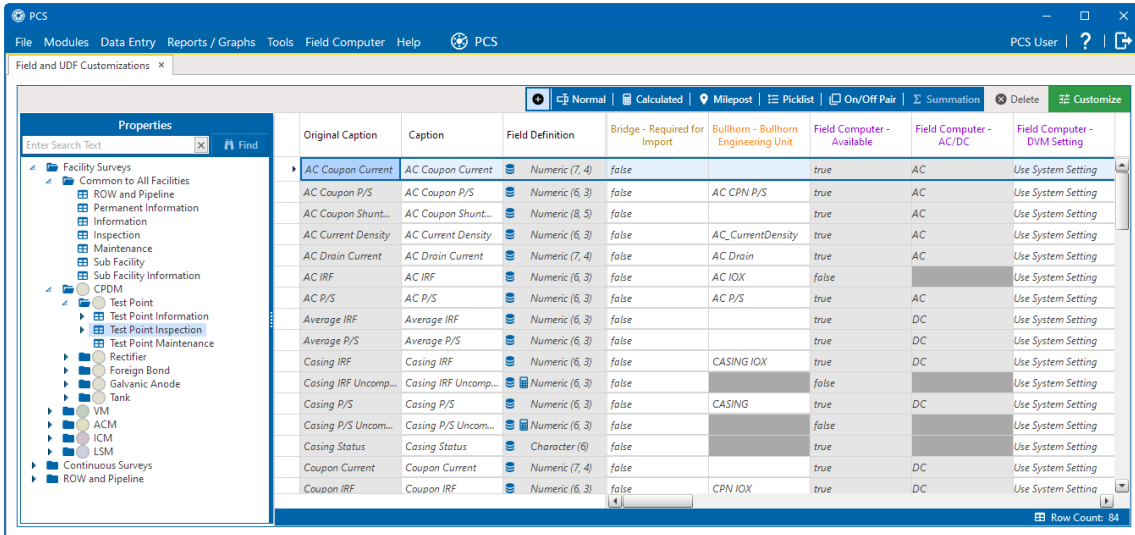 PCS
File Modules Data Entry Reports / Graphs Tools Field Computer Help PCS PCS User | ? |
Field and UDF Customizations ×
Normal | Calculated | Milepost | Picklist | On/Off Pair | Σ Summation Delete Customize
Properties
Enter Search Text × Find
Facility Surveys
Common to All Facilities
ROW and Pipeline
Permanent Information
Information
Inspection
Maintenance
Sub Facility
Sub Facility Information
CPDM
Test Point
Test Point Information
Test Point Inspection
Test Point Maintenance
Rectifier
Foreign Bond
Galvanic Anode
Tank
VM
ACM
ICM
LSM
Continuous Surveys
ROW and Pipeline
Original Caption Caption Field Definition Bridge - Required for Import Bullhorn - Bullhorn Engineering Unit Field Computer - Available Field Computer - AC/DC Field Computer - DVM Setting
AC Coupon Current AC Coupon Current Numeric (7, 4) false true AC Use System Setting
AC Coupon P/S AC Coupon P/S Numeric (6, 3) false AC CPN P/S true AC Use System Setting
AC Coupon Shunt... AC Coupon Shunt... Numeric (8, 5) false true AC Use System Setting
AC Current Density AC Current Density Numeric (6, 3) false AC_CurrentDensity true AC Use System Setting
AC Drain Current AC Drain Current Numeric (7, 4) false AC Drain true AC Use System Setting
AC IRF AC IRF Numeric (6, 3) false AC IOX false Use System Setting
AC P/S AC P/S Numeric (6, 3) false AC P/S true AC Use System Setting
Average IRF Average IRF Numeric (6, 3) false true DC Use System Setting
Average P/S Average P/S Numeric (6, 3) false true DC Use System Setting
Casing IRF Casing IRF Numeric (6, 3) false CASING IOX true DC Use System Setting
Casing IRF Uncomp... Casing IRF Uncomp... Numeric (6, 3) false false Use System Setting
Casing P/S Casing P/S Numeric (6, 3) false CASING true DC Use System Setting
Casing P/S Uncom... Casing P/S Uncom... Numeric (6, 3) false false Use System Setting
Casing Status Casing Status Character (6) false true Use System Setting
Coupon Current Coupon Current Numeric (7, 4) false true DC Use System Setting
Coupon IRF Coupon IRF Numeric (6, 3) false CPN IOX true DC Use System Setting
Row Count: 84